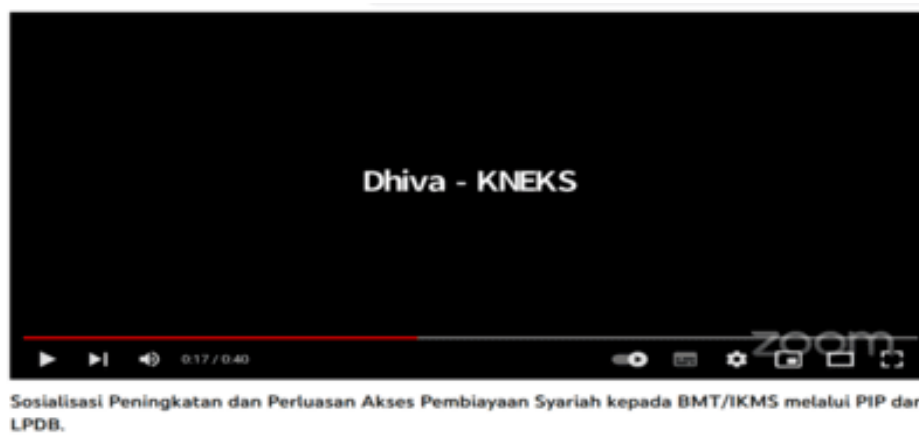 Dhiva - KNEKS
zoom
0:17 / 0:40
Sosialisasi Peningkatan dan Perluasan Akses Pembiayaan Syariah kepada BMT/IKMS melalui PIP dan
LPDB.